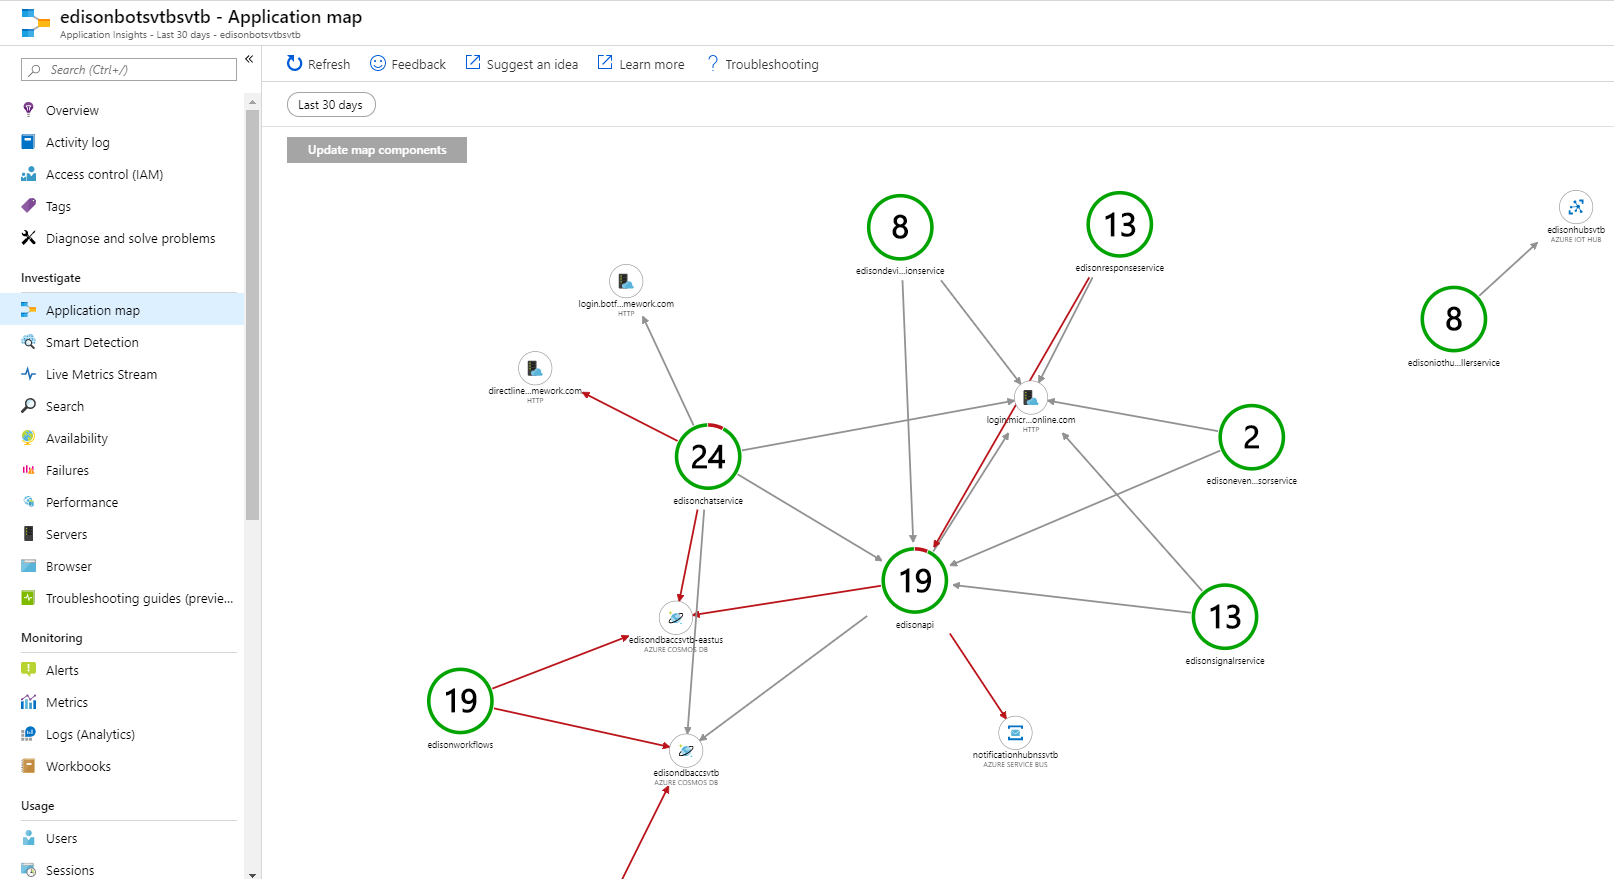 edisonbotsvtbsvtb - Application map
Application Insights - Last 30 days - edisonbotsvtbsvtb
Search (Ctrl+/)
«
Overview
Activity log
Access control (IAM)
Tags
Diagnose and solve problems
Investigate
Application map
Smart Detection
Live Metrics Stream
Search
Availability
Failures
Performance
Servers
Browser
Troubleshooting guides (previe...
Monitoring
Alerts
Metrics
Logs (Analytics)
Workbooks
Usage
Users
Sessions
Refresh
Feedback
Suggest an idea
Learn more
? Troubleshooting
Last 30 days
Update map components
8
edisondevi...ionservice
13
edisonresponseservice
edisonhubsvtb
AZURE IOT HUB
login.botf...mework.com
HTTP
8
edisoniothu...llerservice
directline...mework.com
HTTP
login.micr...online.com
HTTP
24
edisonchatservice
2
edisoneven...sorservice
19
edisonapi
13
edisonsignalrservice
edisondbaccsvtb-eastus
AZURE COSMOS DB
19
edisonworkflows
notificationhubnssvtb
AZURE SERVICE BUS
edisondbaccsvtb
AZURE COSMOS DB